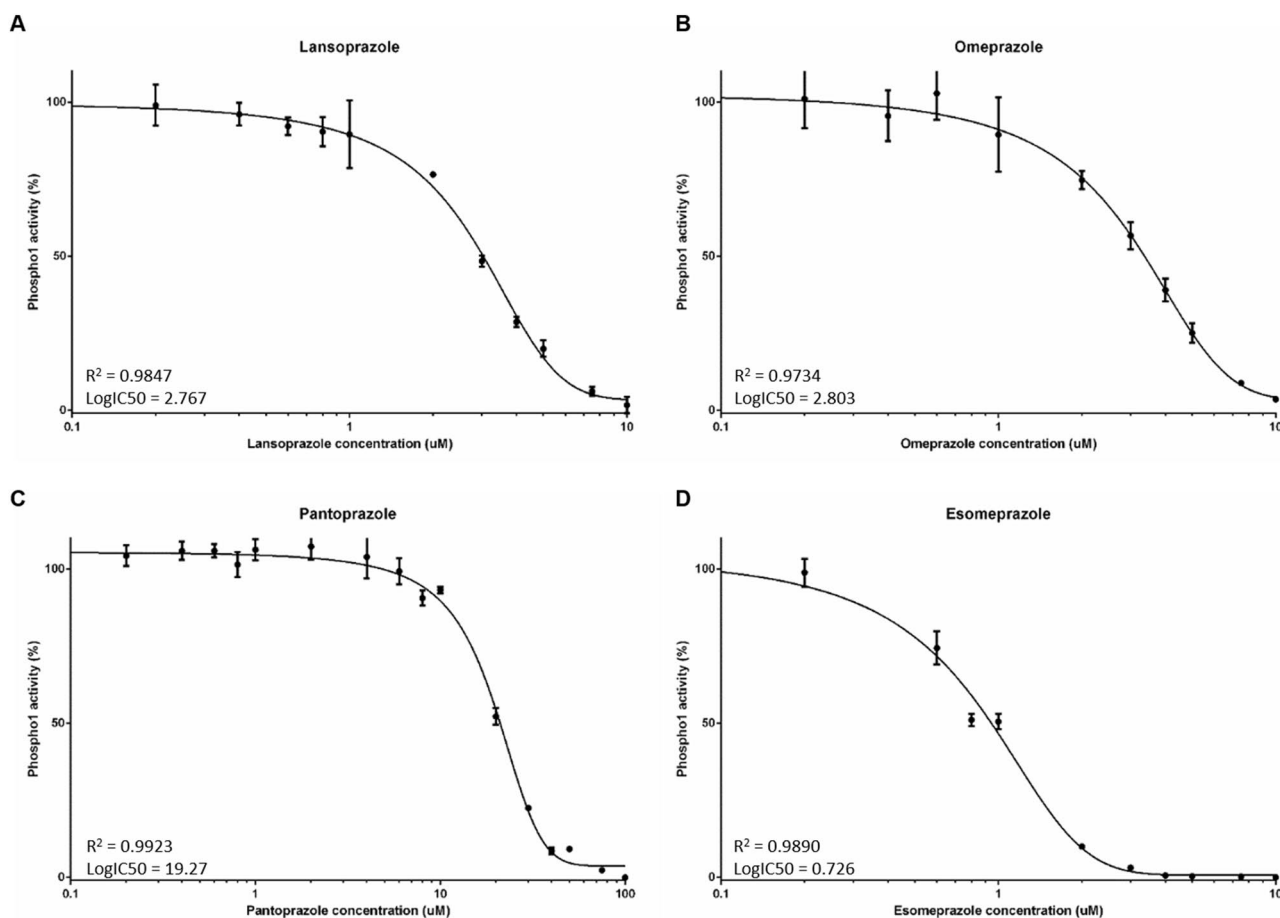 A
Lansoprazole
100
50
0
Phospho1 activity (%)
R² = 0.9847
LogIC50 = 2.767
0.1 1 10
Lansoprazole concentration (uM)
B
Omeprazole
100
50
0
Phospho1 activity (%)
R² = 0.9734
LogIC50 = 2.803
0.1 1 10
Omeprazole concentration (uM)
C
Pantoprazole
100
50
0
Phospho1 activity (%)
R² = 0.9923
LogIC50 = 19.27
0.1 1 10 100
Pantoprazole concentration (uM)
D
Esomeprazole
100
50
0
Phospho1 activity (%)
R² = 0.9890
LogIC50 = 0.726
0.1 1 10
Esomeprazole concentration (uM)